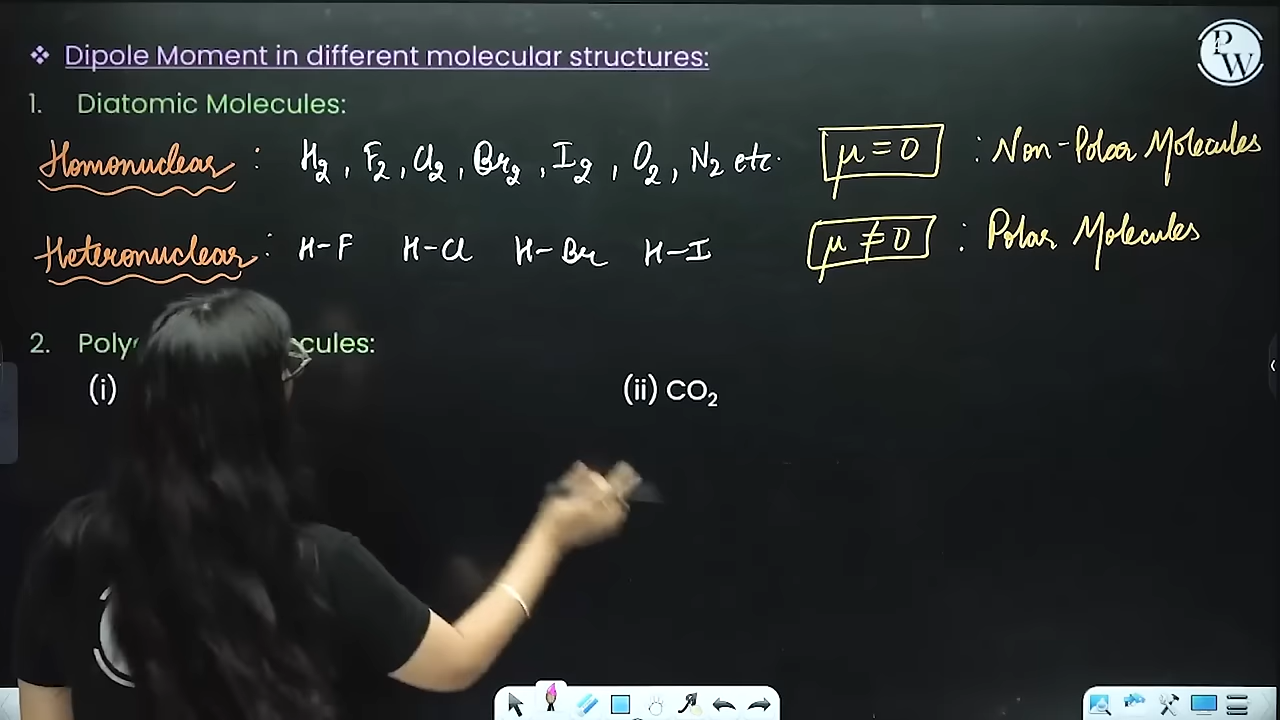 ❖ Dipole Moment in different molecular structures:
PW
1. Diatomic Molecules:
Homonuclear : H₂, F₂, Cl₂, Br₂, I₂, O₂, N₂ etc. μ = 0 : Non-Polar Molecules
Heteronuclear : H-F H-Cl H-Br H-I μ ≠ 0 : Polar Molecules
2. cules:
(i) (ii) CO₂